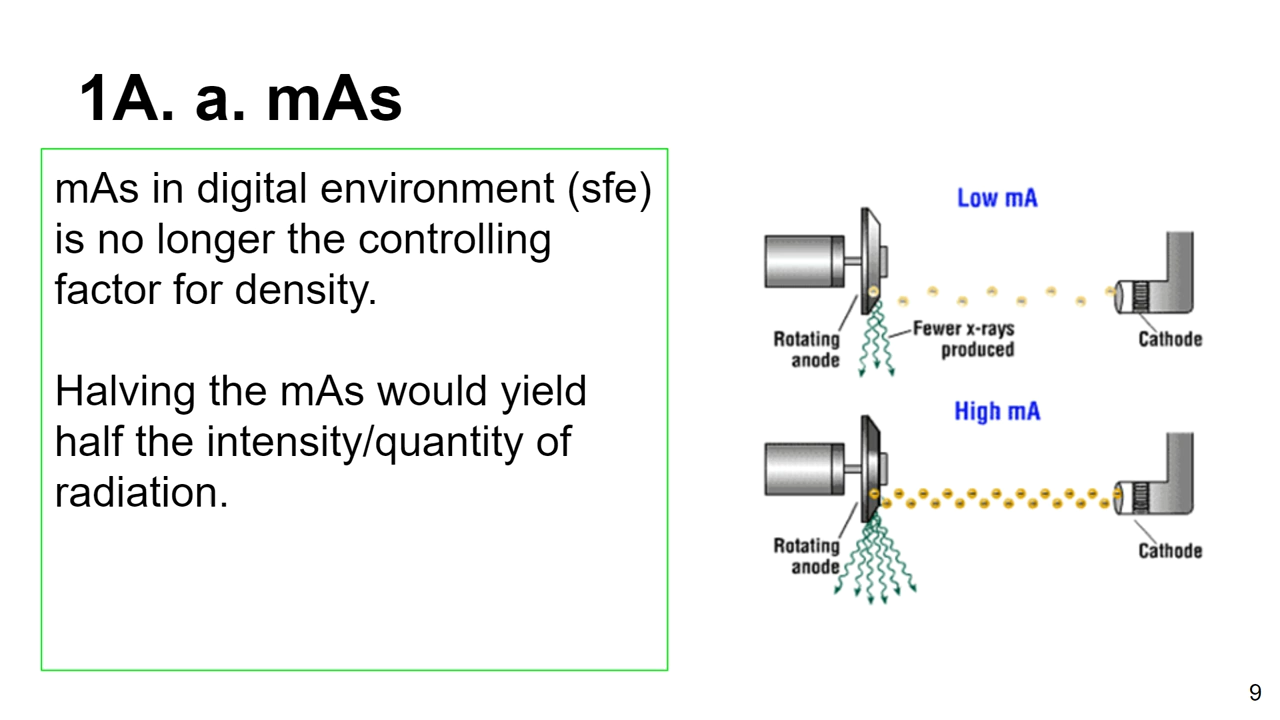 1A. a. mAs
mAs in digital environment (sfe)
is no longer the controlling
factor for density.
Halving the mAs would yield
half the intensity/quantity of
radiation.
Low mA
Rotating
anode
Fewer x-rays
produced
Cathode
High mA
Rotating
anode
Cathode
9